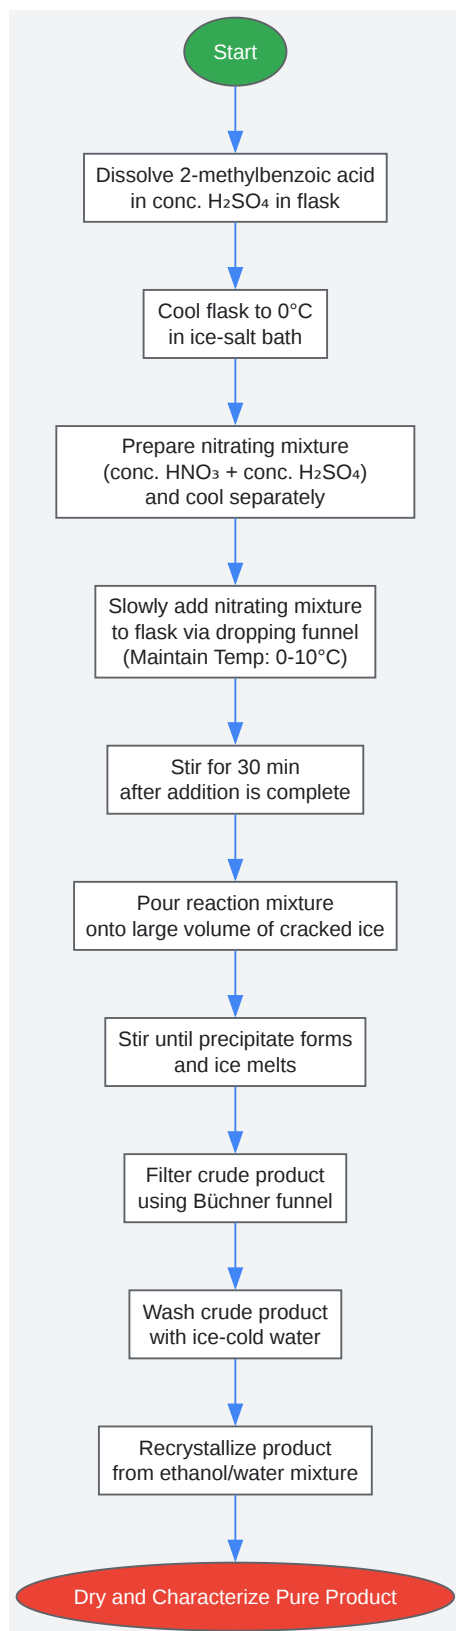 Start
Dissolve 2-methylbenzoic acid
in conc. H₂SO₄ in flask
Cool flask to 0°C
in ice-salt bath
Prepare nitrating mixture
(conc. HNO₃ + conc. H₂SO₄)
and cool separately
Slowly add nitrating mixture
to flask via dropping funnel
(Maintain Temp: 0-10°C)
Stir for 30 min
after addition is complete
Pour reaction mixture
onto large volume of cracked ice
Stir until precipitate forms
and ice melts
Filter crude product
using Büchner funnel
Wash crude product
with ice-cold water
Recrystallize product
from ethanol/water mixture
Dry and Characterize Pure Product